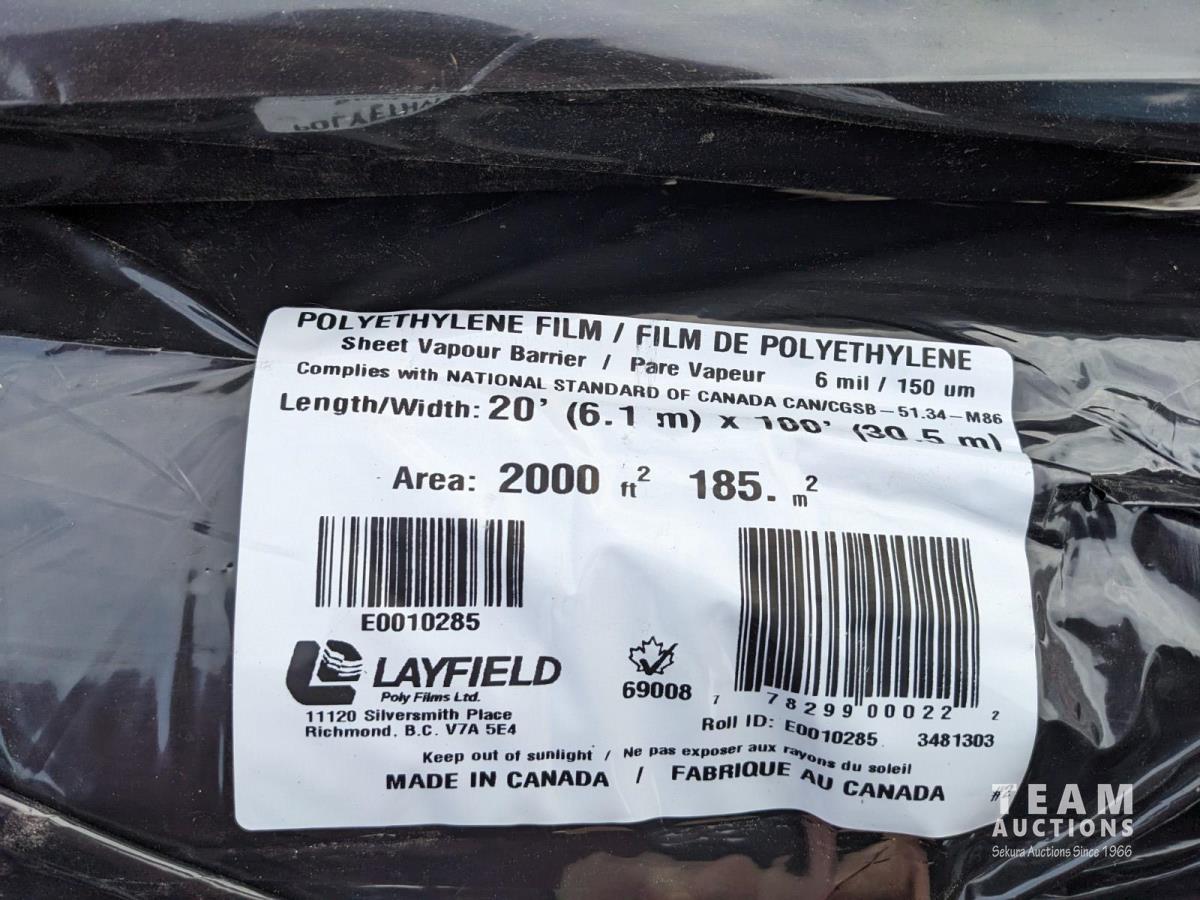 POLYETHYLENE FILM / FILM DE POLYETHYLENE
Sheet Vapour Barrier / Pare Vapeur 6 mil / 150 um
Complies with NATIONAL STANDARD OF CANADA CAN/CGSB-51.34-M86
Length/Width: 20' (6.1 m) x 100' (30.5 m)
Area: 2000 ft² 185. m²
E0010285
LAYFIELD
Poly Films Ltd.
11120 Silversmith Place
Richmond, B.C. V7A 5E4
69008
7 78299 00022 2
Roll ID: E0010285 3481303
Keep out of sunlight / Ne pas exposer aux rayons du soleil
MADE IN CANADA / FABRIQUE AU CANADA
TEAM
AUCTIONS
Sekura Auctions Since 1966